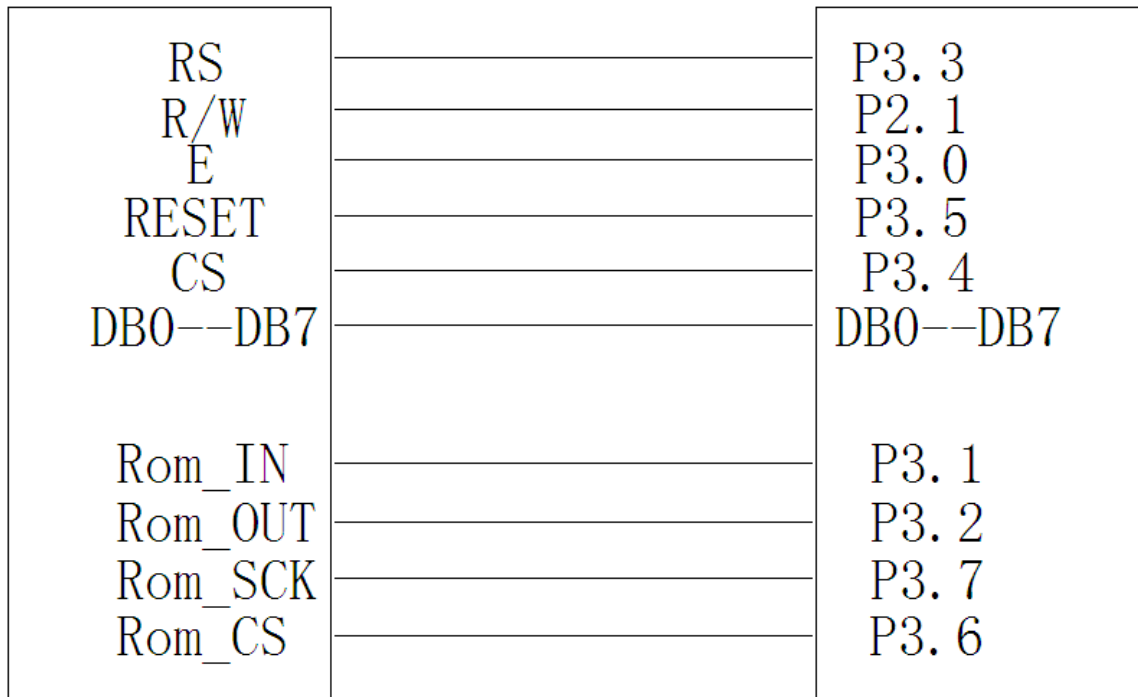 RS P3.3
R/W P2.1
E P3.0
RESET P3.5
CS P3.4
DB0--DB7 DB0--DB7
Rom_IN P3.1
Rom_OUT P3.2
Rom_SCK P3.7
Rom_CS P3.6